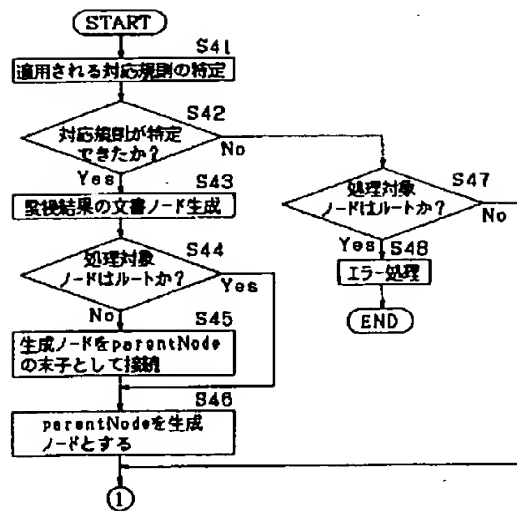 START
S41
適用される対応規則の特定
S42
対応規則が特定
できたか？
No
Yes
S43
監視結果の文書ノード生成
S44
処理対象
ノードはルートか？
Yes
No
S45
生成ノードをparentNode
の末子として接続
S46
parentNodeを生成
ノードとする
①
S47
処理対象
ノードはルートか？
No
Yes
S48
エラー処理
END